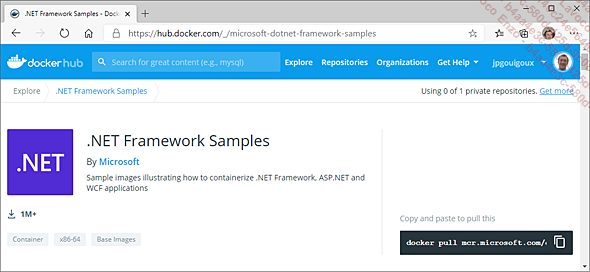 .NET Framework Samples - Dock
https://hub.docker.com/_/microsoft-dotnet-framework-samples
docker hub
Search for great content (e.g., mysql)
Explore Repositories Organizations Get Help jpgouigoux
Explore .NET Framework Samples
Using 0 of 1 private repositories. Get more
.NET
.NET Framework Samples
By Microsoft
Sample images illustrating how to containerize .NET Framework, ASP.NET and
WCF applications
1M+
Container x86-64 Base Images
Copy and paste to pull this
docker pull mcr.microsoft.com/